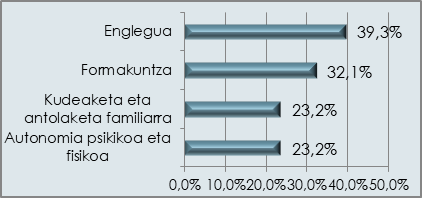 Englegua
39,3%
Formakuntza
32,1%
Kudeaketa eta
antolaketa familiarra
23,2%
Autonomia psikikoa eta
fisikoa
23,2%
0,0% 10,0% 20,0% 30,0% 40,0% 50,0%